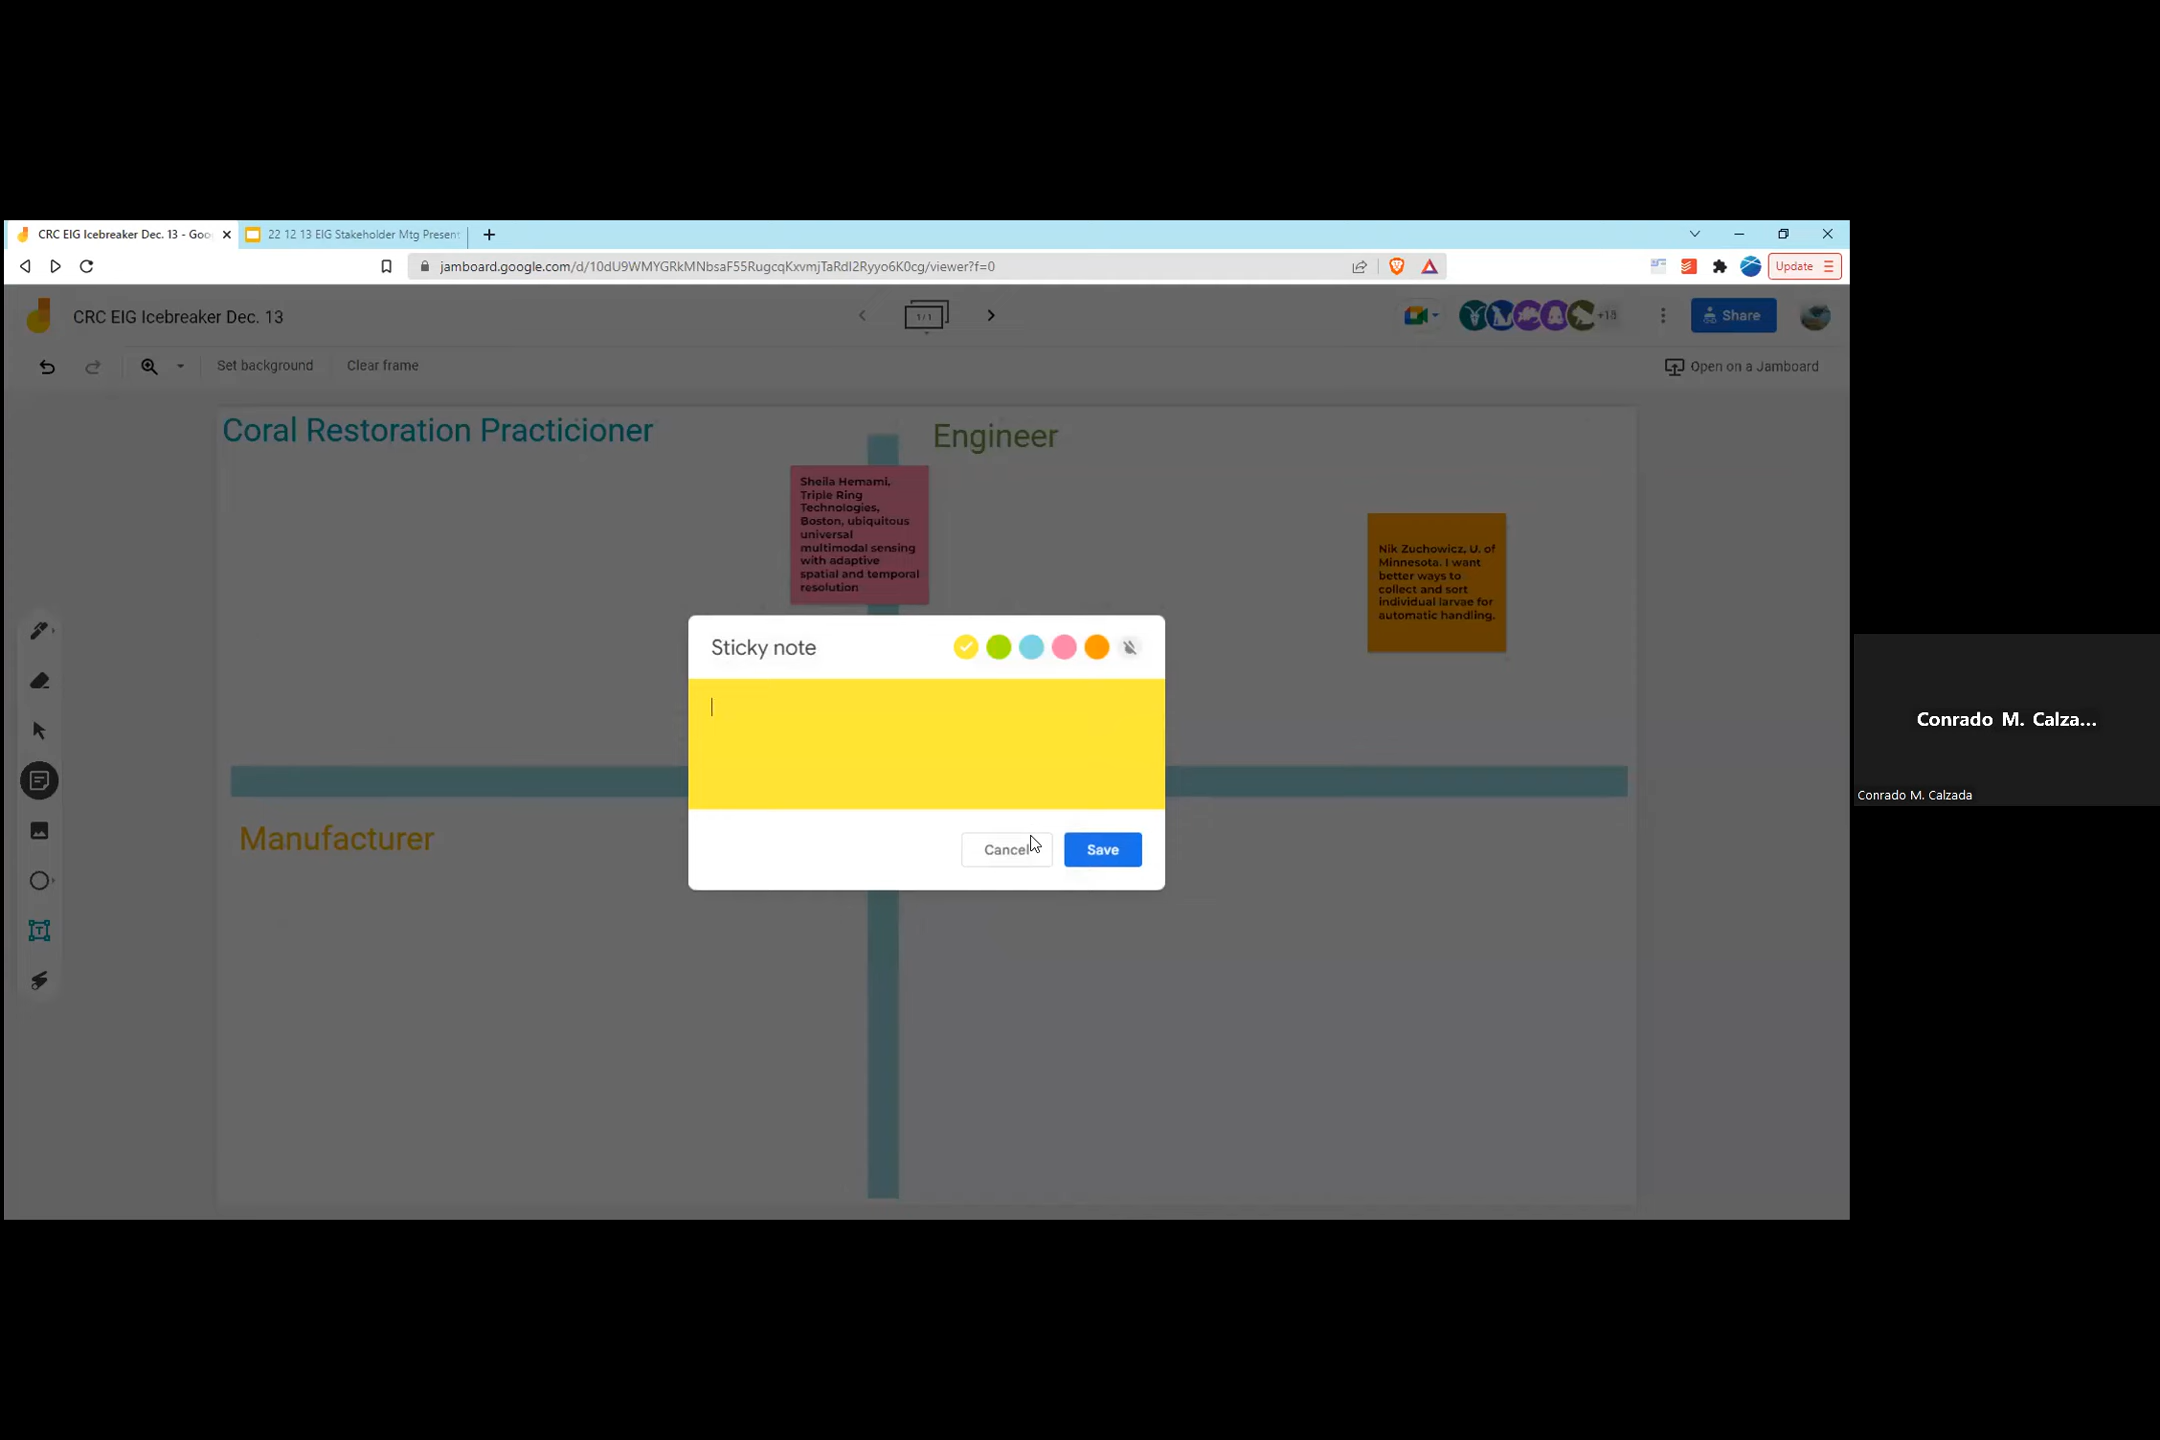 CRC EIG Icebreaker Dec. 13 - Goo
22 12 13 EIG Stakeholder Mtg Present
jamboard.google.com/d/10dU9WMYGRkMNbsaF55RugcqKxvmjTaRdI2Ryyo6K0cg/viewer?f=0
Update
CRC EIG Icebreaker Dec. 13
1/1
+18
Share
Set background
Clear frame
Open on a Jamboard
Coral Restoration Practicioner
Engineer
Sheila Hemami,
Triple Ring
Technologies,
Boston, ubiquitous
universal
multimodal sensing
with adaptive
spatial and temporal
resolution
Nik Zuchowicz, U. of
Minnesota. I want
better ways to
collect and sort
individual larvae for
automatic handling.
Sticky note
Cancel
Save
Manufacturer
Conrado M. Calza...
Conrado M. Calzada